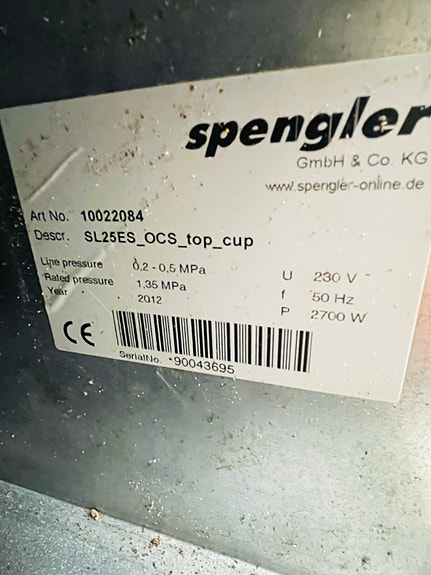 spengler
GmbH & Co. KG
www.spengler-online.de
Art No. 10022084
Descr. SL25ES_OCS_top_cup
Line pressure 0,2 - 0,5 MPa U 230 V
Rated pressure 1,35 MPa f 50 Hz
Year 2012 P 2700 W
CE
SerialNo. *90043695